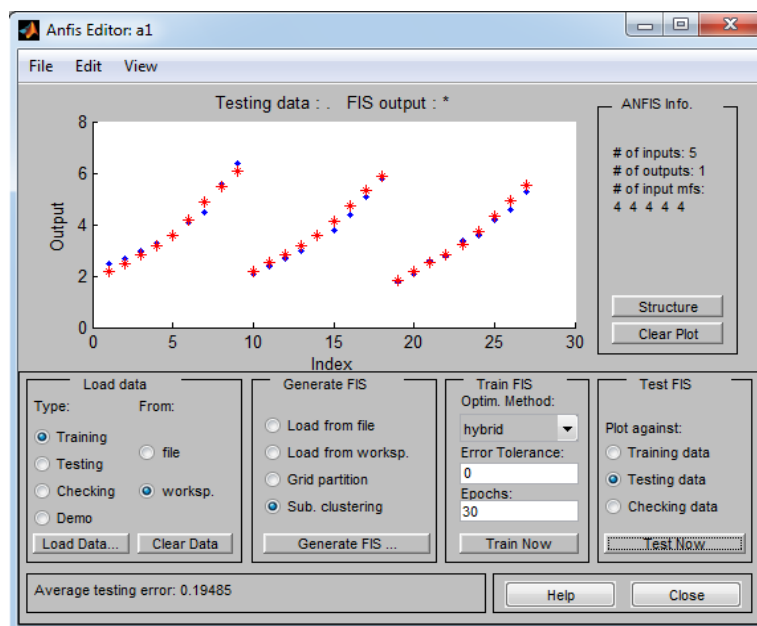 Anfis Editor: a1
File Edit View
Testing data : . FIS output : *
8
6
4
2
0
Output
0 5 10 15 20 25 30
Index
ANFIS Info.
# of inputs: 5
# of outputs: 1
# of input mfs:
4 4 4 4 4
Structure
Clear Plot
Load data
Type: From:
Training
Testing
Checking
Demo
file
worksp.
Load Data... Clear Data
Generate FIS
Load from file
Load from worksp.
Grid partition
Sub. clustering
Generate FIS ...
Train FIS
Optim. Method:
hybrid
Error Tolerance:
0
Epochs:
30
Train Now
Test FIS
Plot against:
Training data
Testing data
Checking data
Test Now
Average testing error: 0.19485
Help Close